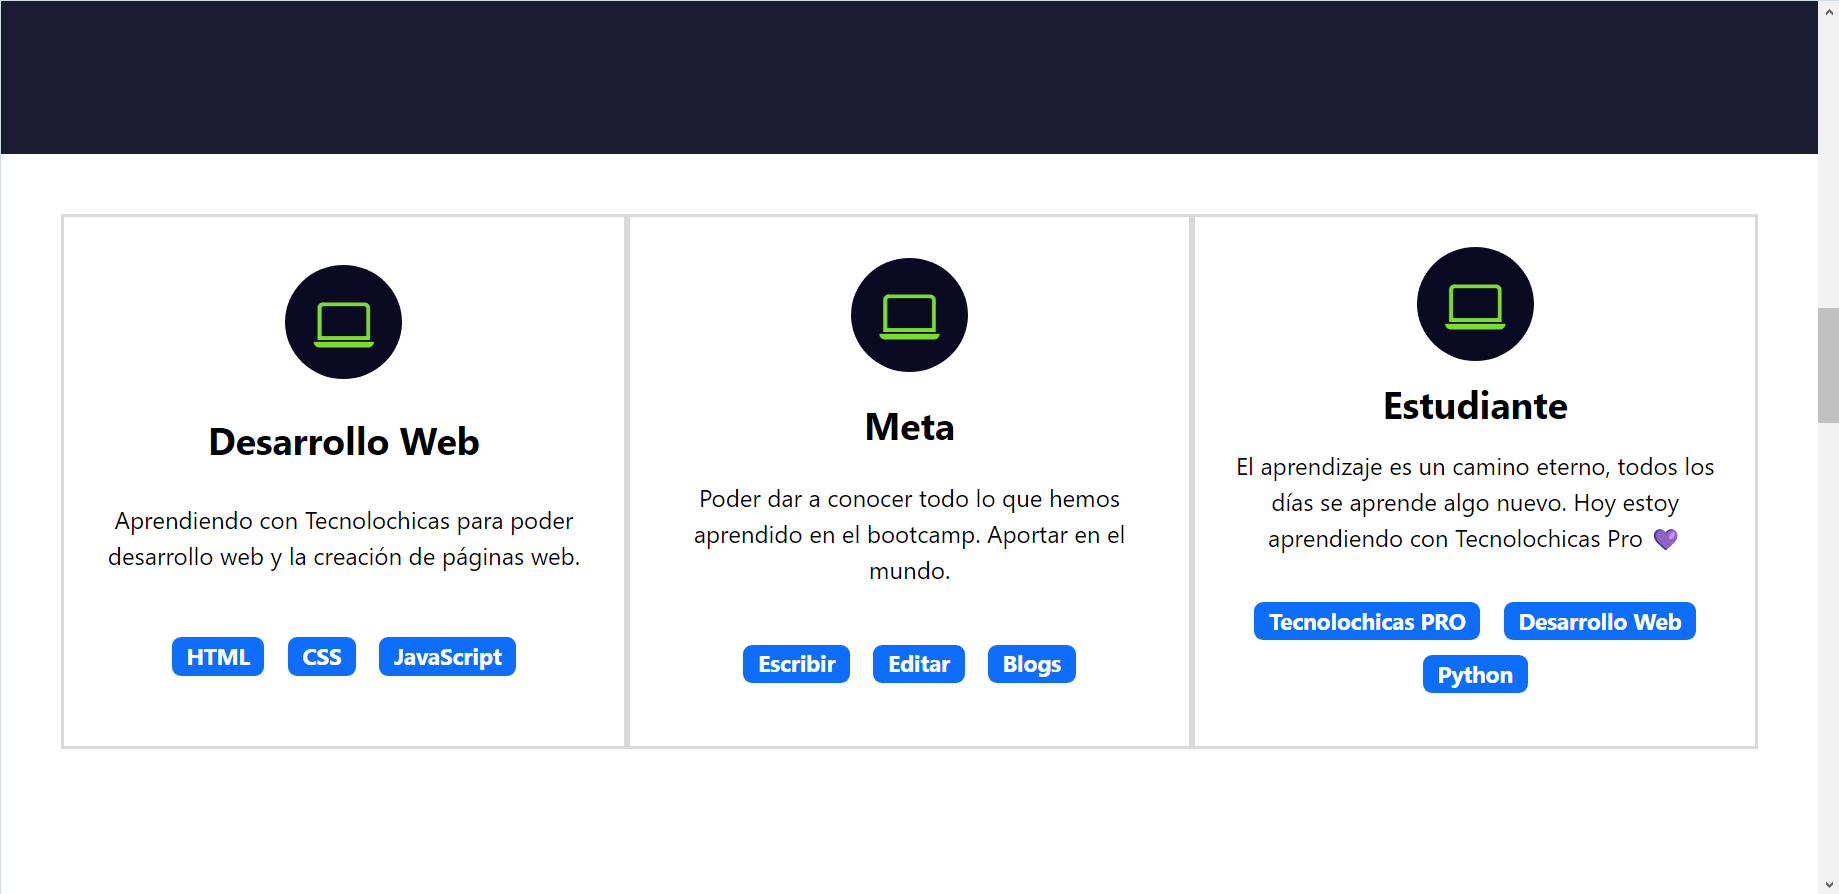 Desarrollo Web
Aprendiendo con Tecnolochicas para poder
desarrollo web y la creación de páginas web.
HTML CSS JavaScript
Meta
Poder dar a conocer todo lo que hemos
aprendido en el bootcamp. Aportar en el
mundo.
Escribir Editar Blogs
Estudiante
El aprendizaje es un camino eterno, todos los
días se aprende algo nuevo. Hoy estoy
aprendiendo con Tecnolochicas Pro 💜
Tecnolochicas PRO Desarrollo Web
Python